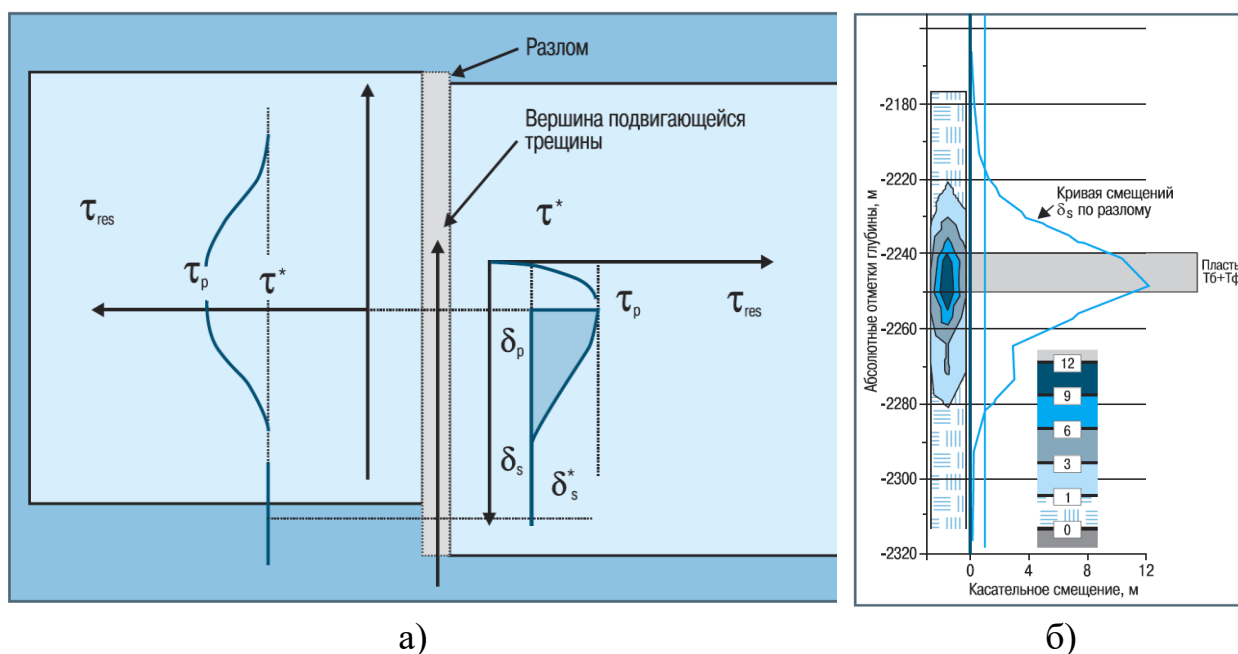 Разлом
Вершина подвигающейся
трещины
τres
τp
τ*
τ*
τp
τres
δp
δs
δ*s
а)
Абсолютные отметки глубины, м
-2180
-2220
-2240
-2260
-2280
-2300
-2320
Кривая смещений
δs по разлому
Пласты
Тб+Тф
12
9
6
3
1
0
0
4
8
12
Касательное смещение, м
б)